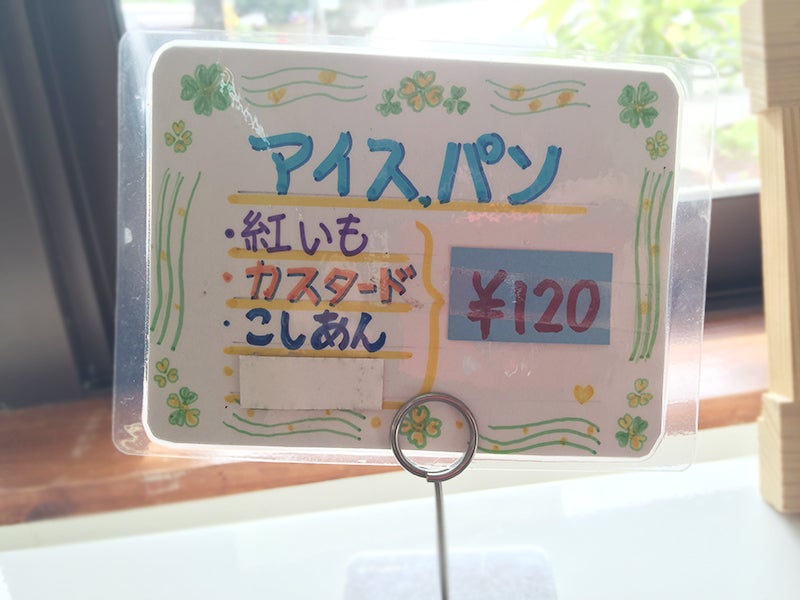 アイス、パン
・紅いも
・カスタード
・こしあん
¥120